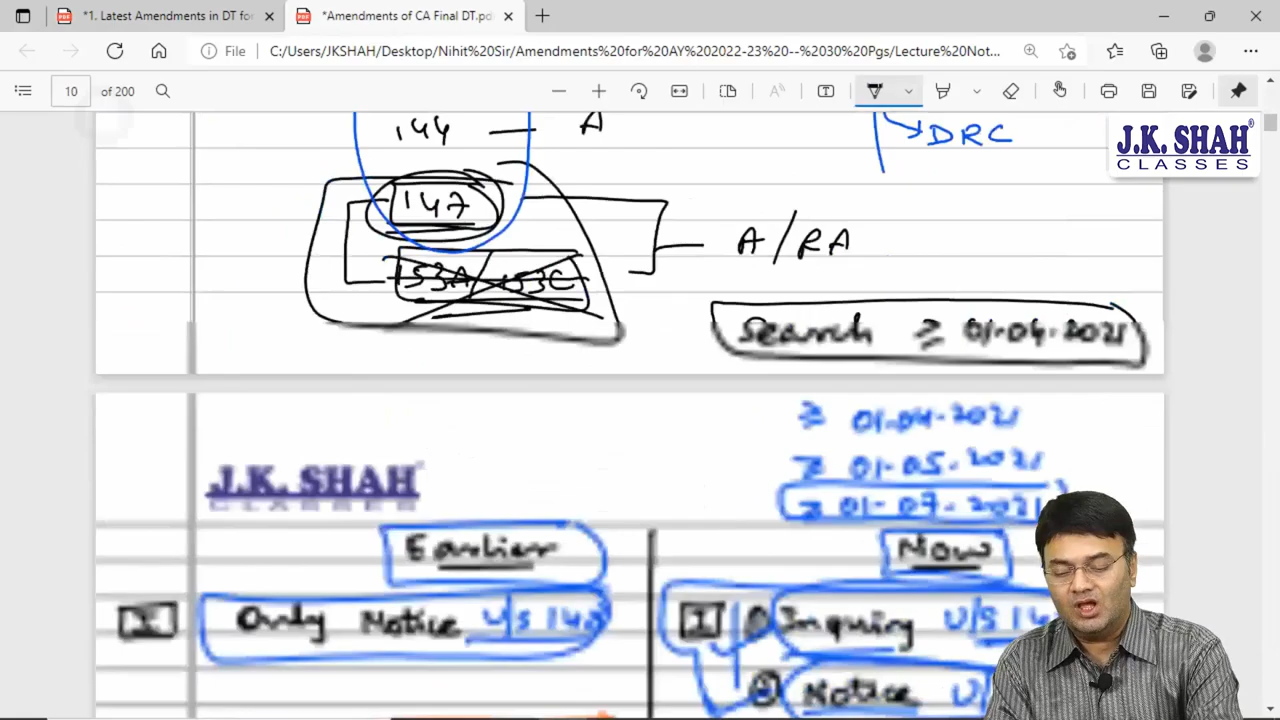 *1. Latest Amendments in DT for
*Amendments of CA Final DT.pd
File
C:/Users/JKSHAH/Desktop/Nihit%20Sir/Amendments%20for%20AY%202022-23%20--%2030%20Pgs/Lecture%20Not...
10 of 200
144 — A
DRC
J.K. SHAH®
CLASSES
147
A/RA
153A/153C
Search ≥ 01.04.2021
≥ 01.04.2021
≥ 01.05.2021
≥ 01.07.2021
J.K. SHAH
CLASSES
Earlier
Now
I Only Notice U/S 148
I Inquiry U/S 14
Notice U/